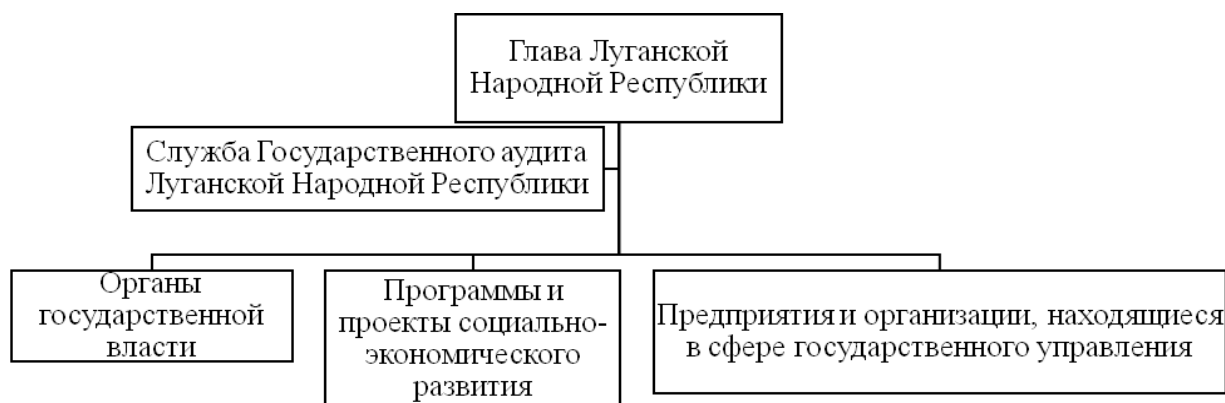 Глава Луганской
Народной Республики
Служба Государственного аудита
Луганской Народной Республики
Органы
государственной
власти
Программы и
проекты социально-
экономического
развития
Предприятия и организации, находящиеся
в сфере государственного управления